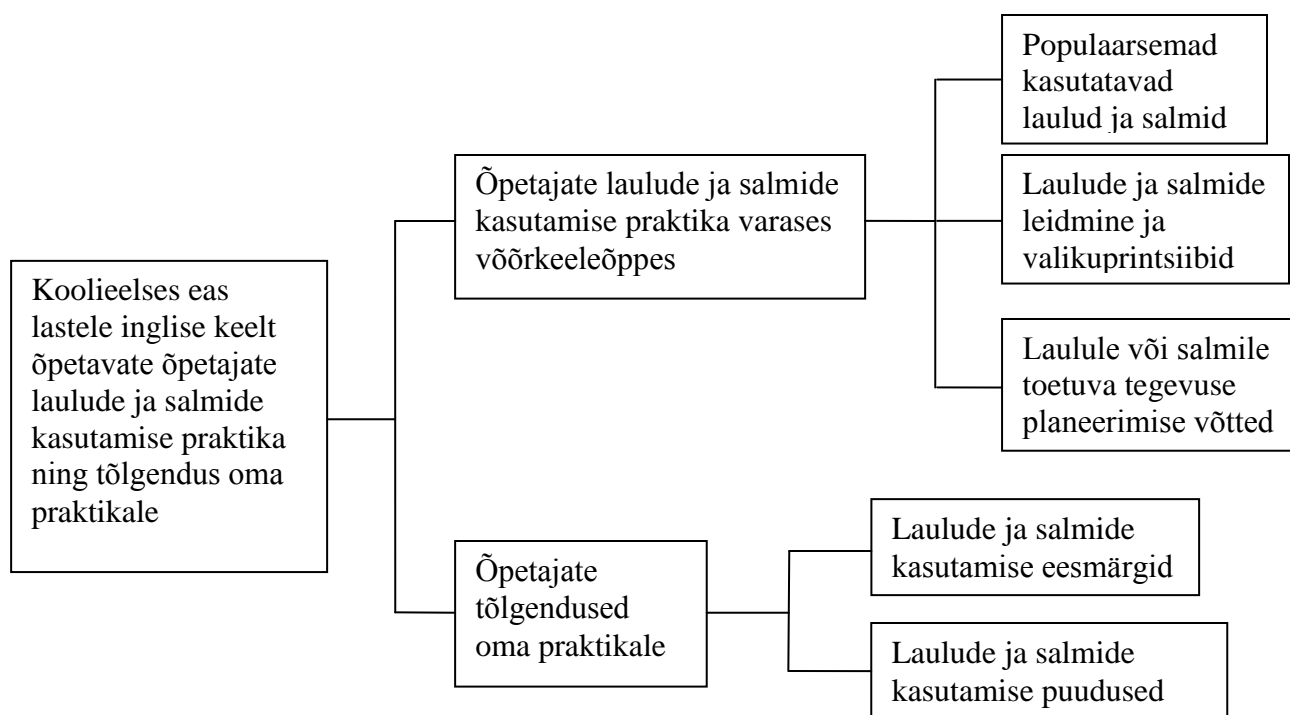 Koolieelses eas
lastele inglise keelt
õpetavate õpetajate
laulude ja salmide
kasutamise praktika
ning tõlgendus oma
praktikale
Õpetajate laulude ja salmide
kasutamise praktika varases
võõrkeeleõppes
Populaarsemad
kasutatavad
laulud ja salmid
Laulude ja salmide
leidmine ja
valikuprintsiibid
Laulule või salmile
toetuva tegevuse
planeerimise võtted
Õpetajate
tõlgendused
oma praktikale
Laulude ja salmide
kasutamise eesmärgid
Laulude ja salmide
kasutamise puudused